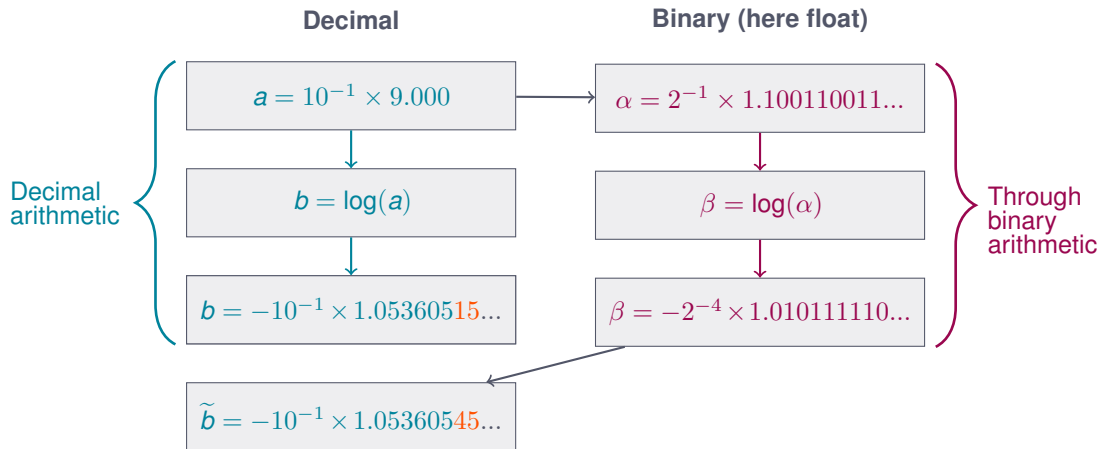 Decimal
Binary (here float)
a = 10⁻¹ × 9.000
α = 2⁻¹ × 1.100110011...
Decimal
arithmetic
b = log(a)
β = log(α)
Through
binary
arithmetic
b = −10⁻¹ × 1.05360515...
β = −2⁻⁴ × 1.010111110...
b̃ = −10⁻¹ × 1.05360545...